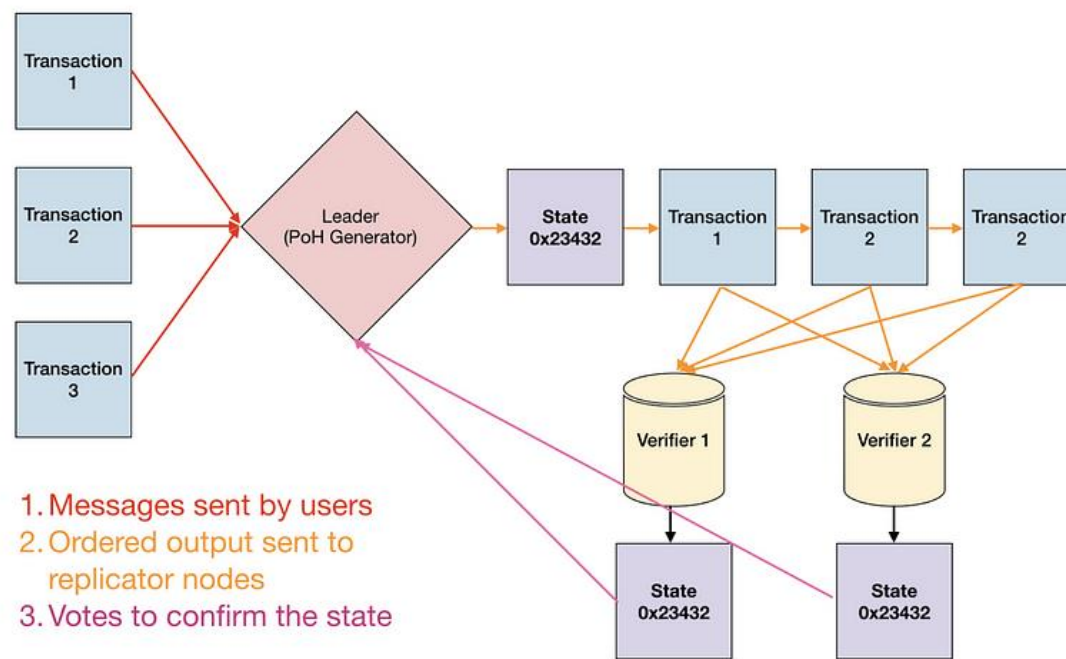 Transaction
1
Transaction
2
Transaction
3
Leader
(PoH Generator)
State
0x23432
Transaction
1
Transaction
2
Transaction
2
Verifier 1
Verifier 2
State
0x23432
State
0x23432
1. Messages sent by users
2. Ordered output sent to
replicator nodes
3. Votes to confirm the state